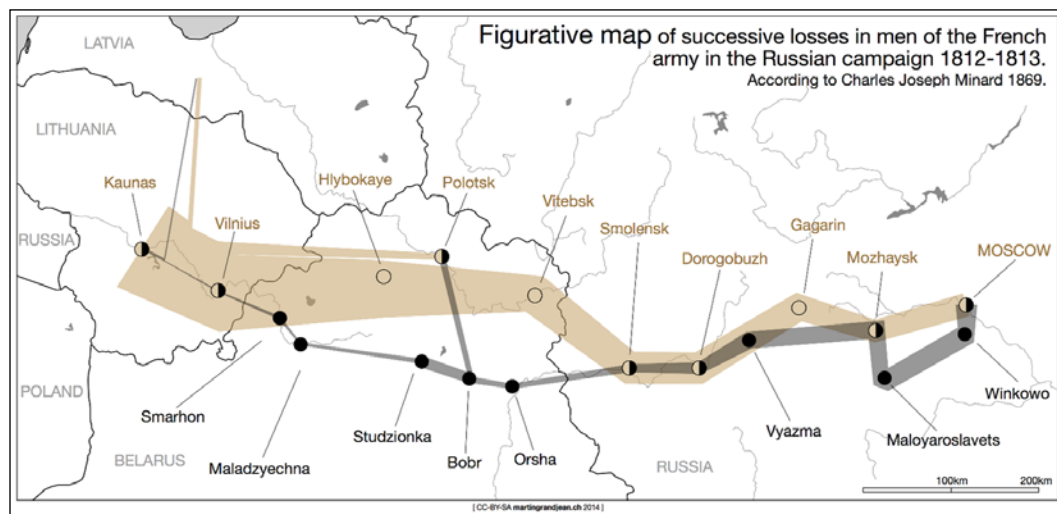 Figurative map of successive losses in men of the French
army in the Russian campaign 1812-1813.
According to Charles Joseph Minard 1869.
LATVIA
LITHUANIA
Kaunas
Hlybokaye
Polotsk
Vilnius
Vitebsk
Smolensk
Gagarin
RUSSIA
Dorogobuzh
Mozhaysk
MOSCOW
POLAND
Smarhon
Studzionka
Vyazma
Winkowo
Maloyaroslavets
BELARUS
Maladzyechna
Bobr
Orsha
RUSSIA
100km
200km
[ CC-BY-SA martingrandjean.ch 2014 ]